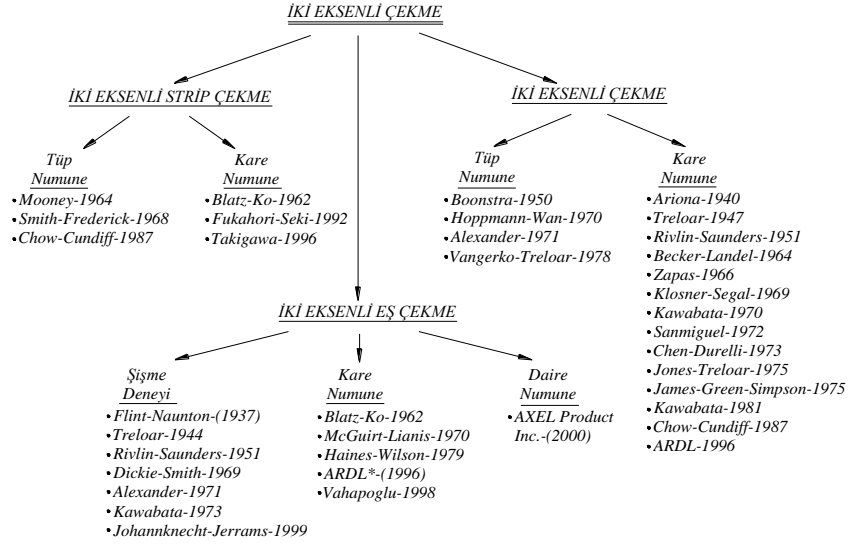 İKİ EKSENLİ ÇEKME
İKİ EKSENLİ STRİP ÇEKME
Tüp
Numune
•Mooney-1964
•Smith-Frederick-1968
•Chow-Cundiff-1987
Kare
Numune
•Blatz-Ko-1962
•Fukahori-Seki-1992
•Takigawa-1996
İKİ EKSENLİ ÇEKME
Tüp
Numune
•Boonstra-1950
•Hoppmann-Wan-1970
•Alexander-1971
•Vangerko-Treloar-1978
Kare
Numune
•Ariona-1940
•Treloar-1947
•Rivlin-Saunders-1951
•Becker-Landel-1964
•Zapas-1966
•Klosner-Segal-1969
•Kawabata-1970
•Sanmiguel-1972
•Chen-Durelli-1973
•Jones-Treloar-1975
•James-Green-Simpson-1975
•Kawabata-1981
•Chow-Cundiff-1987
•ARDL-1996
İKİ EKSENLİ EŞ ÇEKME
Şişme
Deneyi
•Flint-Naunton-(1937)
•Treloar-1944
•Rivlin-Saunders-1951
•Dickie-Smith-1969
•Alexander-1971
•Kawabata-1973
•Johannknecht-Jerrams-1999
Kare
Numune
•Blatz-Ko-1962
•McGuirt-Lianis-1970
•Haines-Wilson-1979
•ARDL*-(1996)
•Vahapoglu-1998
Daire
Numune
•AXEL Product
Inc.-(2000)